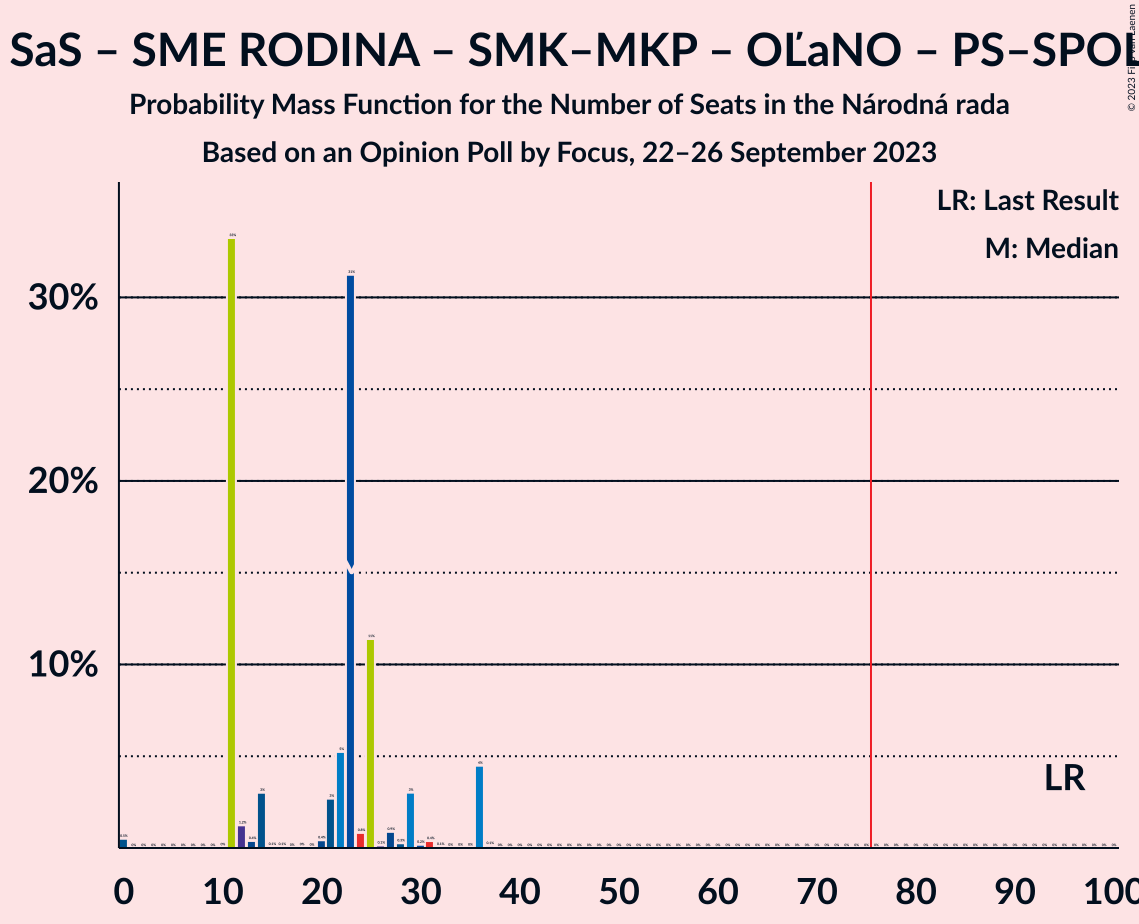 SaS – SME RODINA – SMK–MKP – OĽaNO – PS–SPOL
Probability Mass Function for the Number of Seats in the Národná rada
Based on an Opinion Poll by Focus, 22–26 September 2023
LR: Last Result
M: Median
30%
20%
10%
LR
0 10 20 30 40 50 60 70 80 90 100